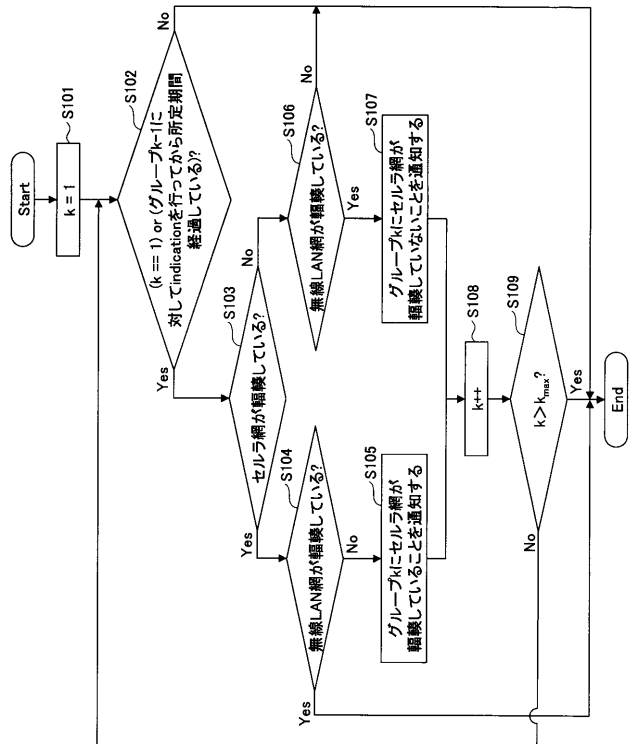 Start
S101
k = 1
S102
(k == 1) or (グループk-1に
対してindicationを行ってから所定期間
経過している)?
No
Yes
S103
セルラ網が輻輳している?
Yes
No
S104
無線LAN網が輻輳している?
Yes
No
S106
無線LAN網が輻輳している?
No
Yes
S105
グループkにセルラ網が
輻輳していることを通知する
S107
グループkにセルラ網が
輻輳していないことを通知する
S108
k++
S109
k＞kmax?
No
Yes
End